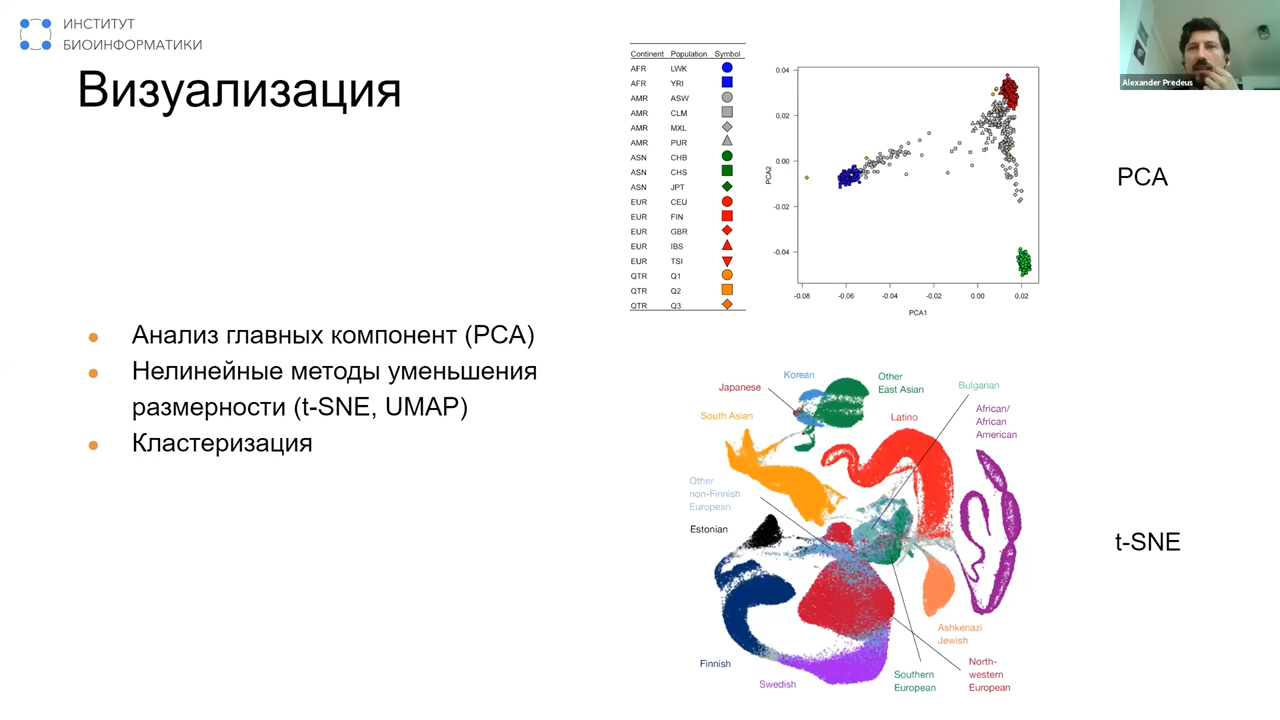 ИНСТИТУТ
БИОИНФОРМАТИКИ
Визуализация
Анализ главных компонент (PCA)
Нелинейные методы уменьшения
размерности (t-SNE, UMAP)
Кластеризация
Continent Population Symbol
AFR LWK
AFR YRI
AMR ASW
AMR CLM
AMR MXL
AMR PUR
ASN CHB
ASN CHS
ASN JPT
EUR CEU
EUR FIN
EUR GBR
EUR IBS
EUR TSI
QTR Q1
QTR Q2
QTR Q3
0.04
0.02
0.00
-0.02
-0.04
PCA2
-0.08 -0.06 -0.04 -0.02 0.00 0.02
PCA1
Alexander Predeus
PCA
Korean
Japanese
Other
East Asian
Bulgarian
South Asian
Latino
African/
African
American
Other
non-Finnish
European
Estonian
Ashkenazi
Jewish
Finnish
Swedish
Southern
European
North-
western
European
t-SNE